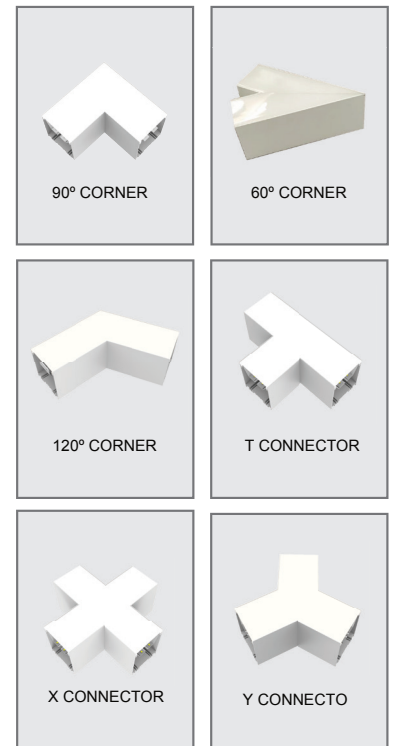 90º CORNER
60º CORNER
120º CORNER
T CONNECTOR
X CONNECTOR
Y CONNECTO